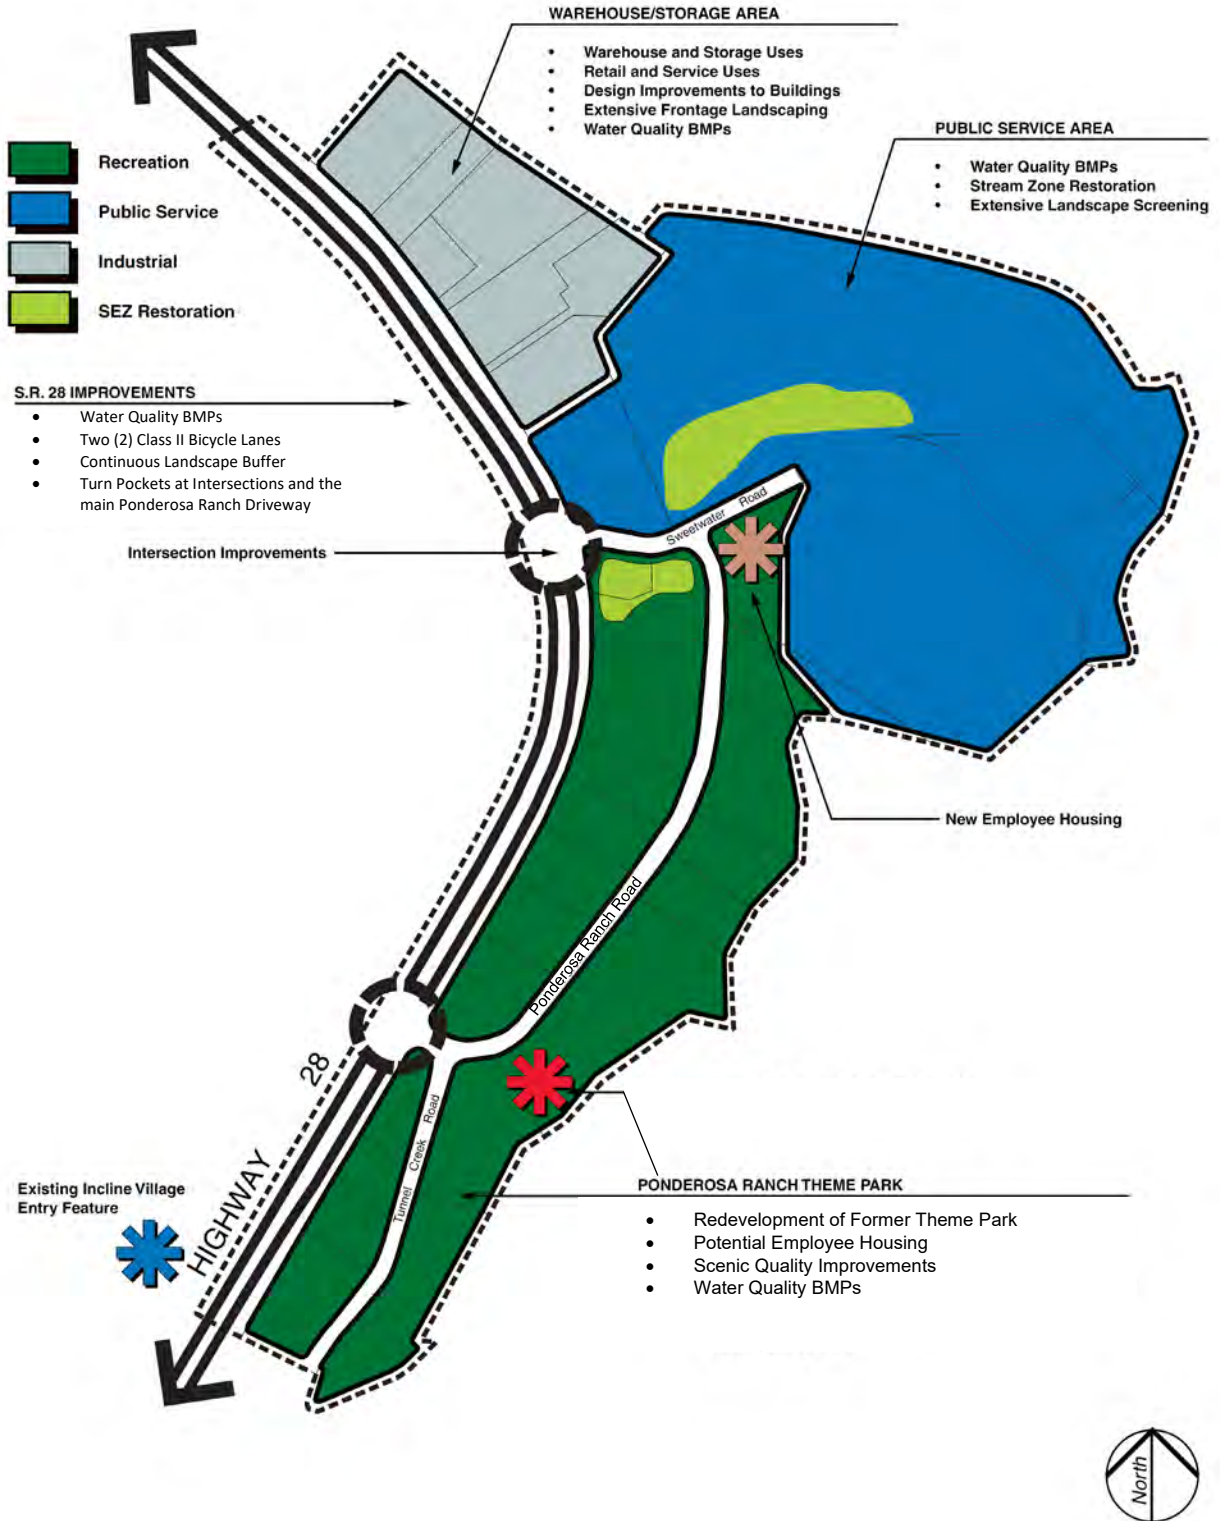 WAREHOUSE/STORAGE AREA
• Warehouse and Storage Uses
• Retail and Service Uses
• Design Improvements to Buildings
• Extensive Frontage Landscaping
• Water Quality BMPs
PUBLIC SERVICE AREA
• Water Quality BMPs
• Stream Zone Restoration
• Extensive Landscape Screening
Recreation
Public Service
Industrial
SEZ Restoration
S.R. 28 IMPROVEMENTS
• Water Quality BMPs
• Two (2) Class II Bicycle Lanes
• Continuous Landscape Buffer
• Turn Pockets at Intersections and the
main Ponderosa Ranch Driveway
Intersection Improvements
Sweetwater Road
New Employee Housing
Ponderosa Ranch Road
Tunnel Creek Road
HIGHWAY 28
Existing Incline Village
Entry Feature
PONDEROSA RANCH THEME PARK
• Redevelopment of Former Theme Park
• Potential Employee Housing
• Scenic Quality Improvements
• Water Quality BMPs
North